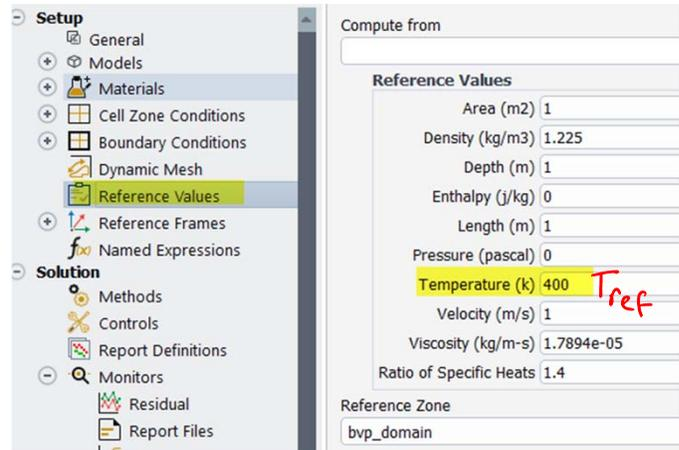 Setup
General
Models
Materials
Cell Zone Conditions
Boundary Conditions
Dynamic Mesh
Reference Values
Reference Frames
f(x) Named Expressions
Solution
Methods
Controls
Report Definitions
Monitors
Residual
Report Files
Compute from
Reference Values
Area (m2) 1
Density (kg/m3) 1.225
Depth (m) 1
Enthalpy (j/kg) 0
Length (m) 1
Pressure (pascal) 0
Temperature (k) 400 Tref
Velocity (m/s) 1
Viscosity (kg/m-s) 1.7894e-05
Ratio of Specific Heats 1.4
Reference Zone
bvp_domain